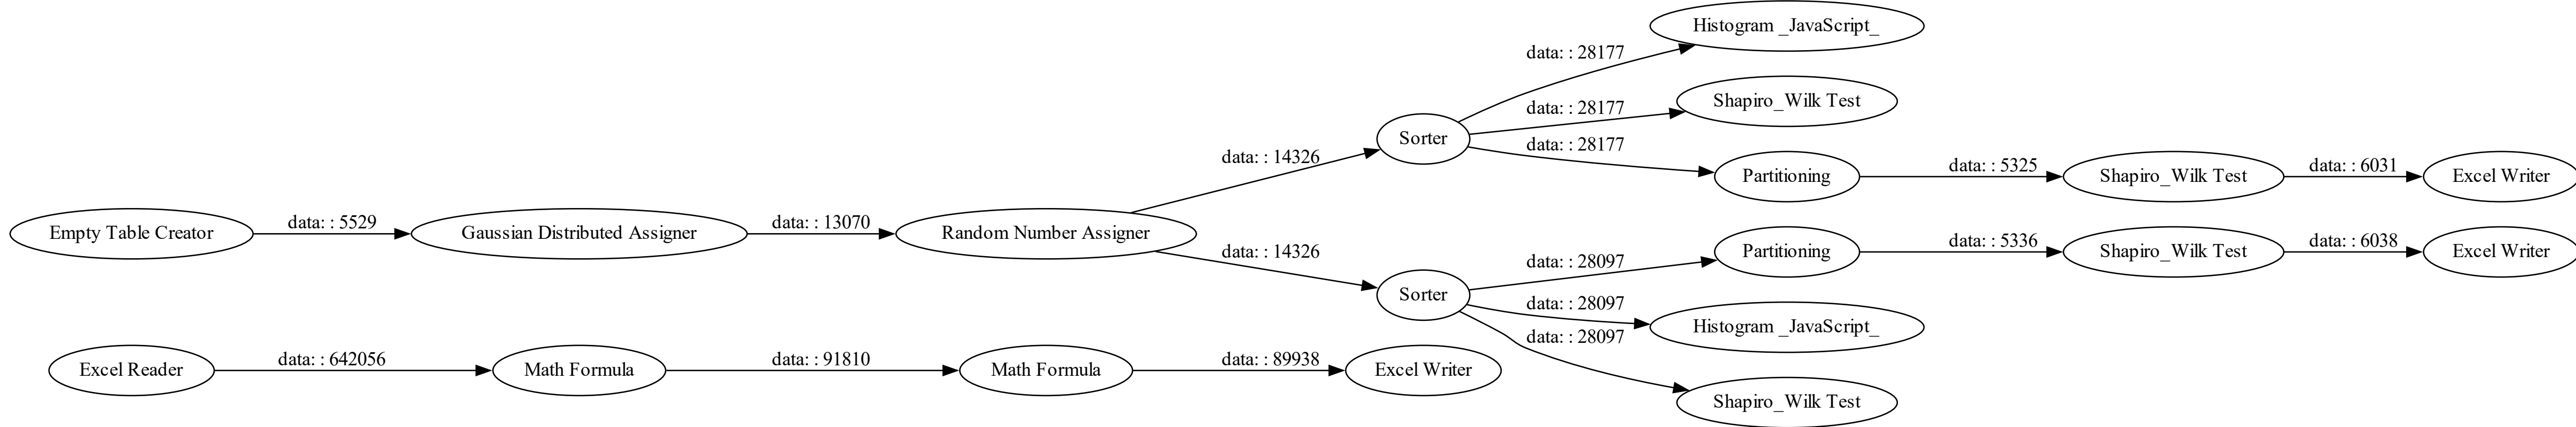 Histogram _JavaScript_
data: : 28177
Shapiro_Wilk Test
data: : 28177
Sorter
data: : 28177
data: : 14326
Partitioning
data: : 5325
Shapiro_Wilk Test
data: : 6031
Excel Writer
Empty Table Creator
data: : 5529
Gaussian Distributed Assigner
data: : 13070
Random Number Assigner
data: : 14326
Sorter
data: : 28097
Partitioning
data: : 5336
Shapiro_Wilk Test
data: : 6038
Excel Writer
data: : 28097
Histogram _JavaScript_
data: : 28097
Shapiro_Wilk Test
Excel Reader
data: : 642056
Math Formula
data: : 91810
Math Formula
data: : 89938
Excel Writer